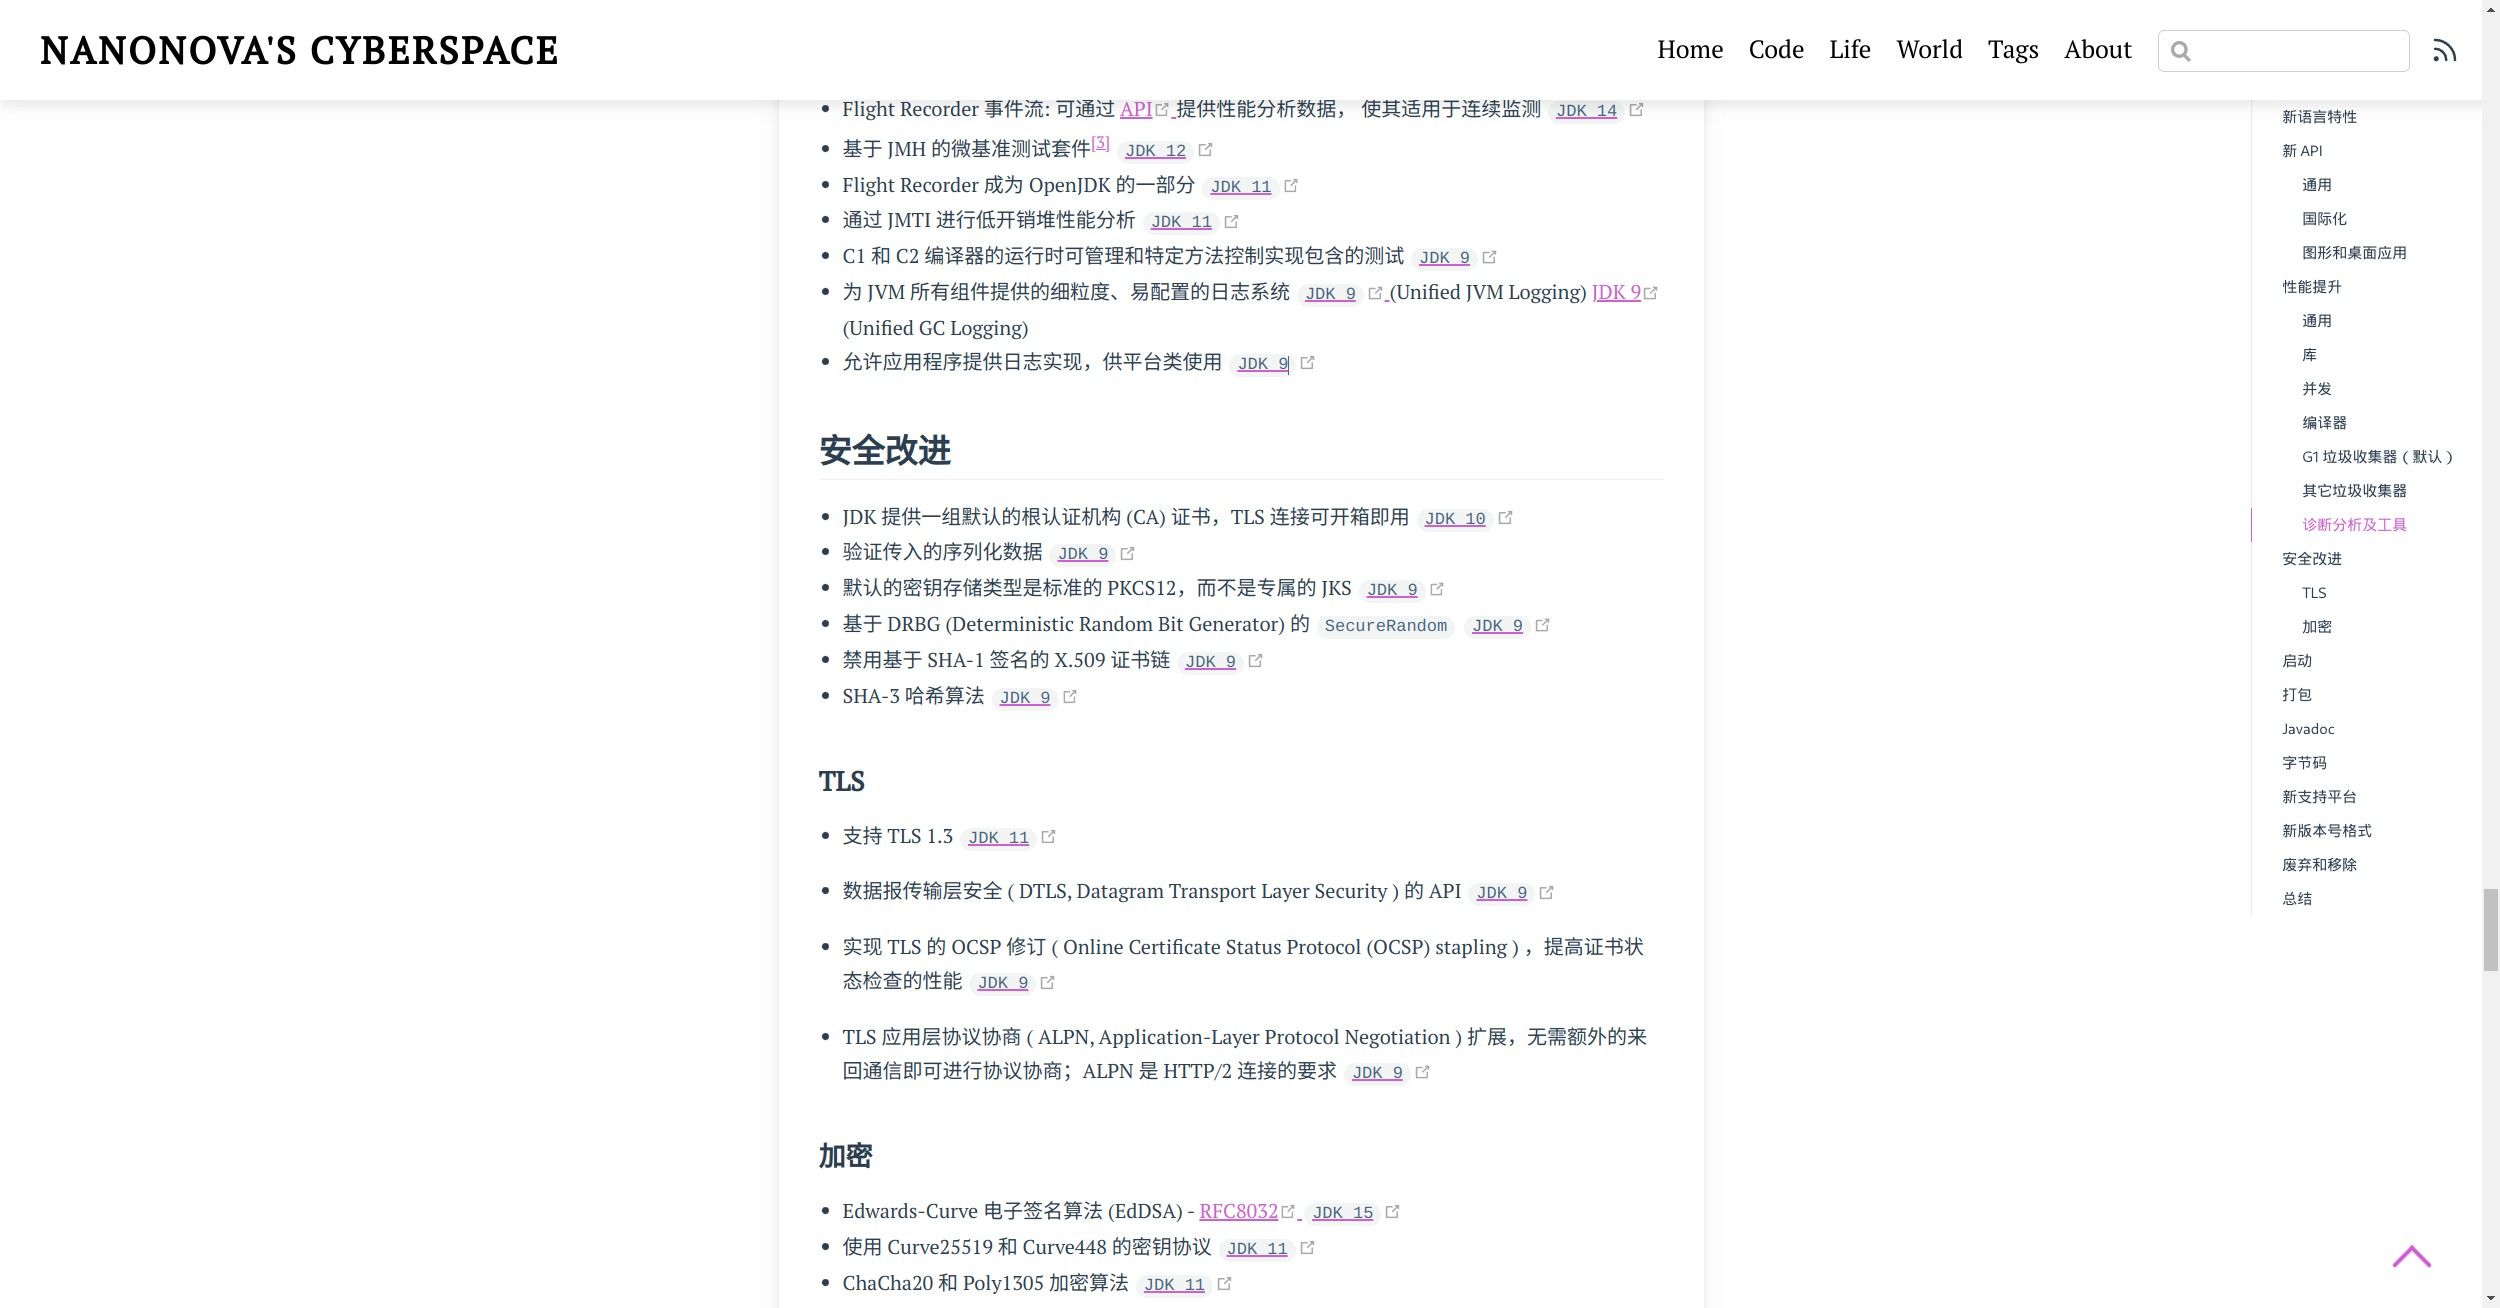 NANONOVA'S CYBERSPACE
Home Code Life World Tags About
Flight Recorder 事件流: 可通过 API 提供性能分析数据， 使其适用于连续监测 JDK 14
基于 JMH 的微基准测试套件[3] JDK 12
Flight Recorder 成为 OpenJDK 的一部分 JDK 11
通过 JMTI 进行低开销堆性能分析 JDK 11
C1 和 C2 编译器的运行时可管理和特定方法控制实现包含的测试 JDK 9
为 JVM 所有组件提供的细粒度、易配置的日志系统 JDK 9 (Unified JVM Logging) JDK 9
(Unified GC Logging)
允许应用程序提供日志实现，供平台类使用 JDK 9
安全改进
JDK 提供一组默认的根认证机构 (CA) 证书，TLS 连接可开箱即用 JDK 10
验证传入的序列化数据 JDK 9
默认的密钥存储类型是标准的 PKCS12，而不是专属的 JKS JDK 9
基于 DRBG (Deterministic Random Bit Generator) 的 SecureRandom JDK 9
禁用基于 SHA-1 签名的 X.509 证书链 JDK 9
SHA-3 哈希算法 JDK 9
TLS
支持 TLS 1.3 JDK 11
数据报传输层安全 ( DTLS, Datagram Transport Layer Security ) 的 API JDK 9
实现 TLS 的 OCSP 修订 ( Online Certificate Status Protocol (OCSP) stapling ) ，提高证书状
态检查的性能 JDK 9
TLS 应用层协议协商 ( ALPN, Application-Layer Protocol Negotiation ) 扩展，无需额外的来
回通信即可进行协议协商；ALPN 是 HTTP/2 连接的要求 JDK 9
加密
Edwards-Curve 电子签名算法 (EdDSA) - RFC8032 JDK 15
使用 Curve25519 和 Curve448 的密钥协议 JDK 11
ChaCha20 和 Poly1305 加密算法 JDK 11
新语言特性
新 API
通用
国际化
图形和桌面应用
性能提升
通用
库
并发
编译器
G1 垃圾收集器（默认）
其它垃圾收集器
诊断分析及工具
安全改进
TLS
加密
启动
打包
Javadoc
字节码
新支持平台
新版本号格式
废弃和移除
总结